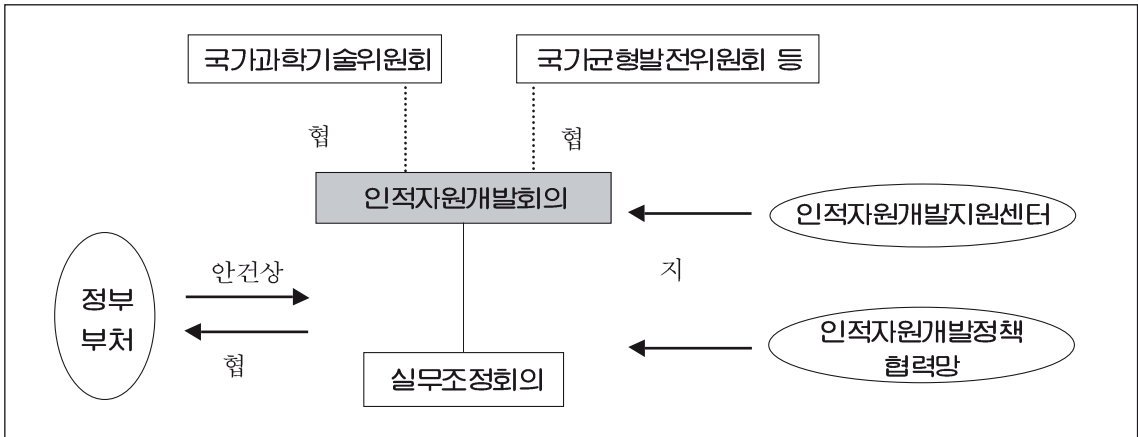 국가과학기술위원회
국가균형발전위원회 등
협
협
인적자원개발회의
인적자원개발지원센터
안건상
지
정부
부처
협
인적자원개발정책
협력망
실무조정회의